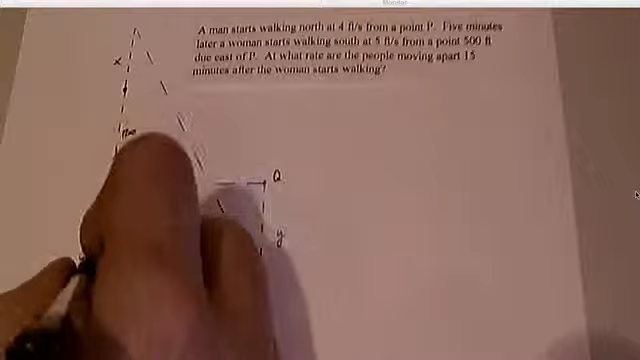 Monitor
A man starts walking north at 4 ft/s from a point P. Five minutes
later a woman starts walking south at 5 ft/s from a point 500 ft
due east of P. At what rate are the people moving apart 15
minutes after the woman starts walking?
x
Q
y